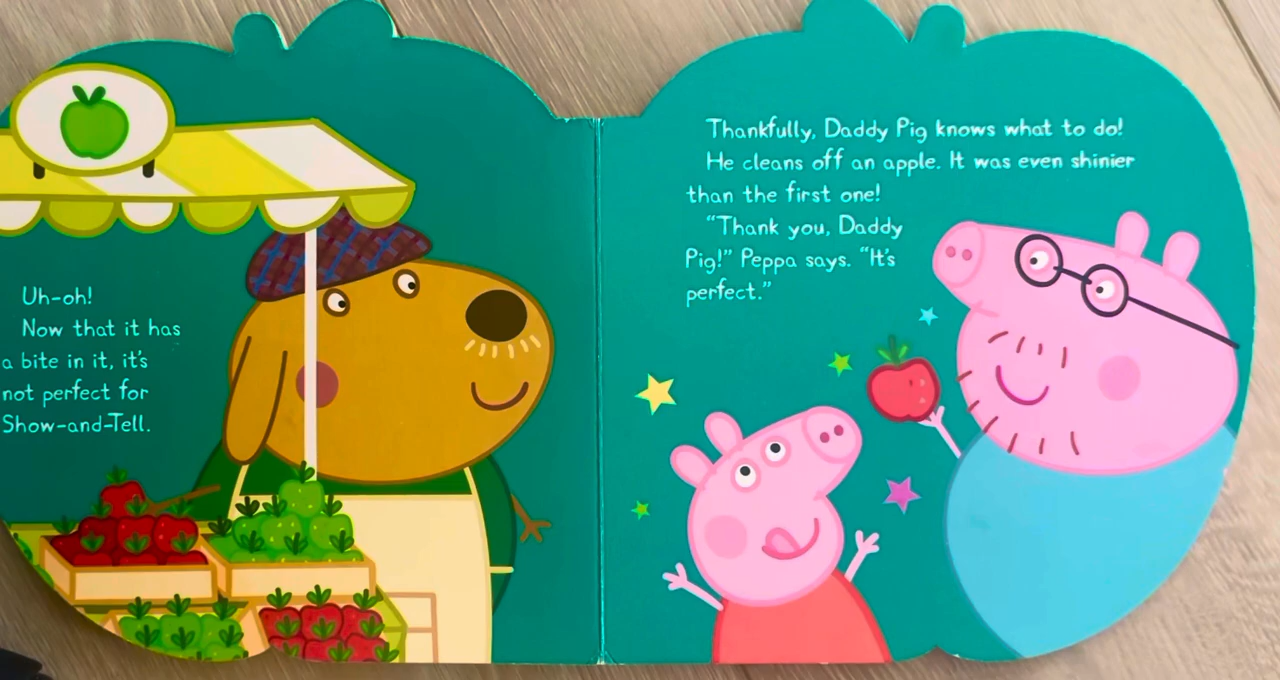 Uh-oh!
Now that it has
a bite in it, it's
not perfect for
Show-and-Tell.
Thankfully, Daddy Pig knows what to do!
He cleans off an apple. It was even shinier
than the first one!
“Thank you, Daddy
Pig!” Peppa says. “It's
perfect.”